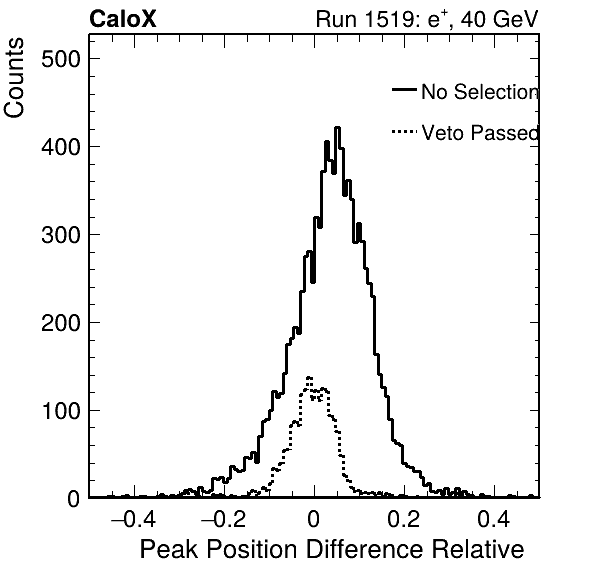 CaloX Run 1519: e⁺, 40 GeV
Counts
500
400
300
200
100
0
No Selection
Veto Passed
−0.4 −0.2 0 0.2 0.4
Peak Position Difference Relative